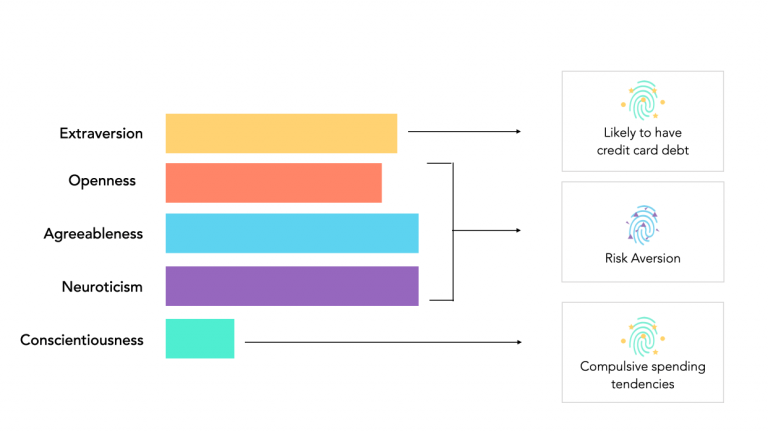 Extraversion
Likely to have
credit card debt
Openness
Agreeableness
Risk Aversion
Neuroticism
Conscientiousness
Compulsive spending
tendencies